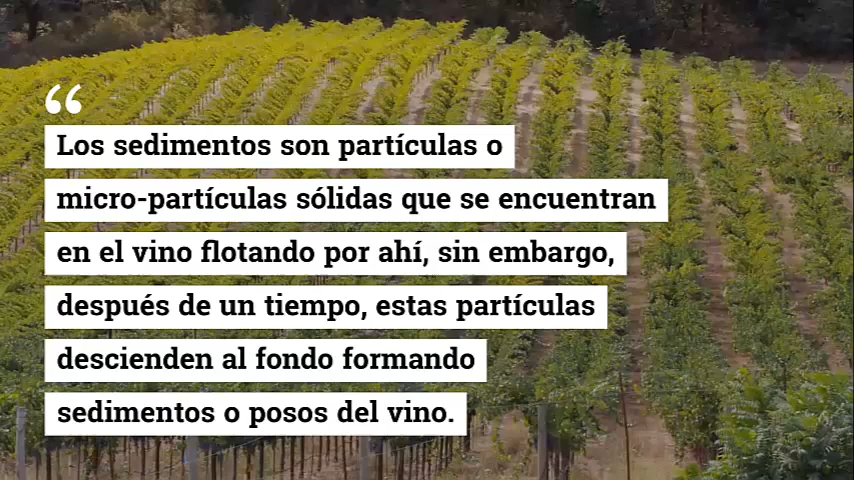 “
Los sedimentos son partículas o
micro-partículas sólidas que se encuentran
en el vino flotando por ahí, sin embargo,
después de un tiempo, estas partículas
descienden al fondo formando
sedimentos o posos del vino.